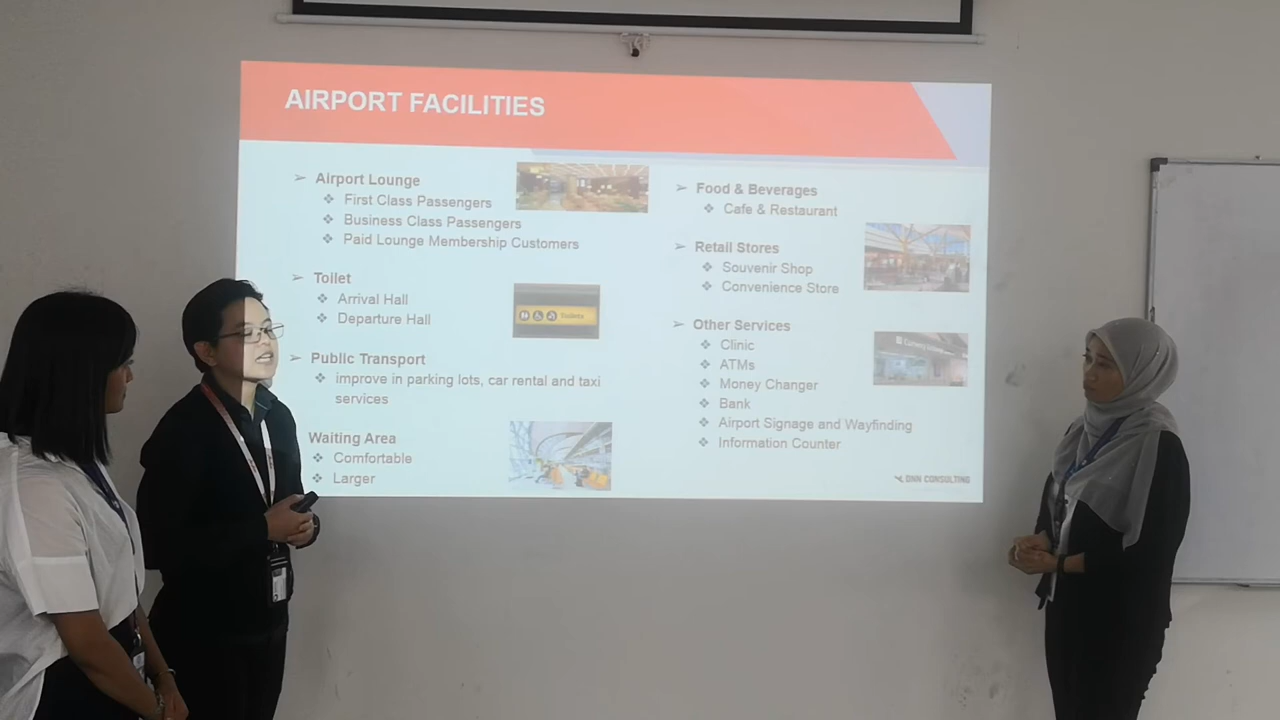 AIRPORT FACILITIES
➢ Airport Lounge
❖ First Class Passengers
❖ Business Class Passengers
❖ Paid Lounge Membership Customers
➢ Toilet
❖ Arrival Hall
❖ Departure Hall
Toilets
➢ Public Transport
❖ improve in parking lots, car rental and taxi
services
Waiting Area
❖ Comfortable
❖ Larger
➢ Food & Beverages
❖ Cafe & Restaurant
➢ Retail Stores
❖ Souvenir Shop
❖ Convenience Store
➢ Other Services
❖ Clinic
❖ ATMs
❖ Money Changer
❖ Bank
❖ Airport Signage and Wayfinding
❖ Information Counter
DNN CONSULTING